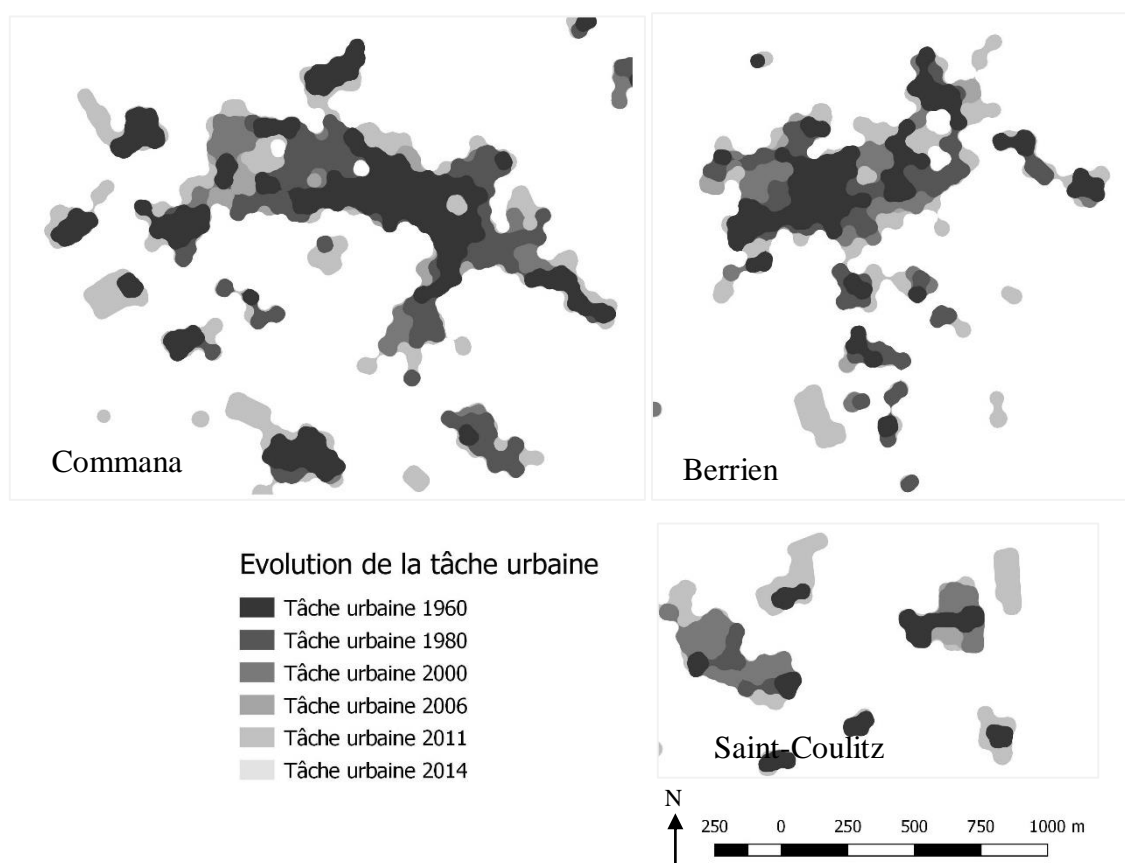 Commana
Berrien
Evolution de la tâche urbaine
Tâche urbaine 1960
Tâche urbaine 1980
Tâche urbaine 2000
Tâche urbaine 2006
Tâche urbaine 2011
Tâche urbaine 2014
Saint-Coulitz
N
250 0 250 500 750 1000 m